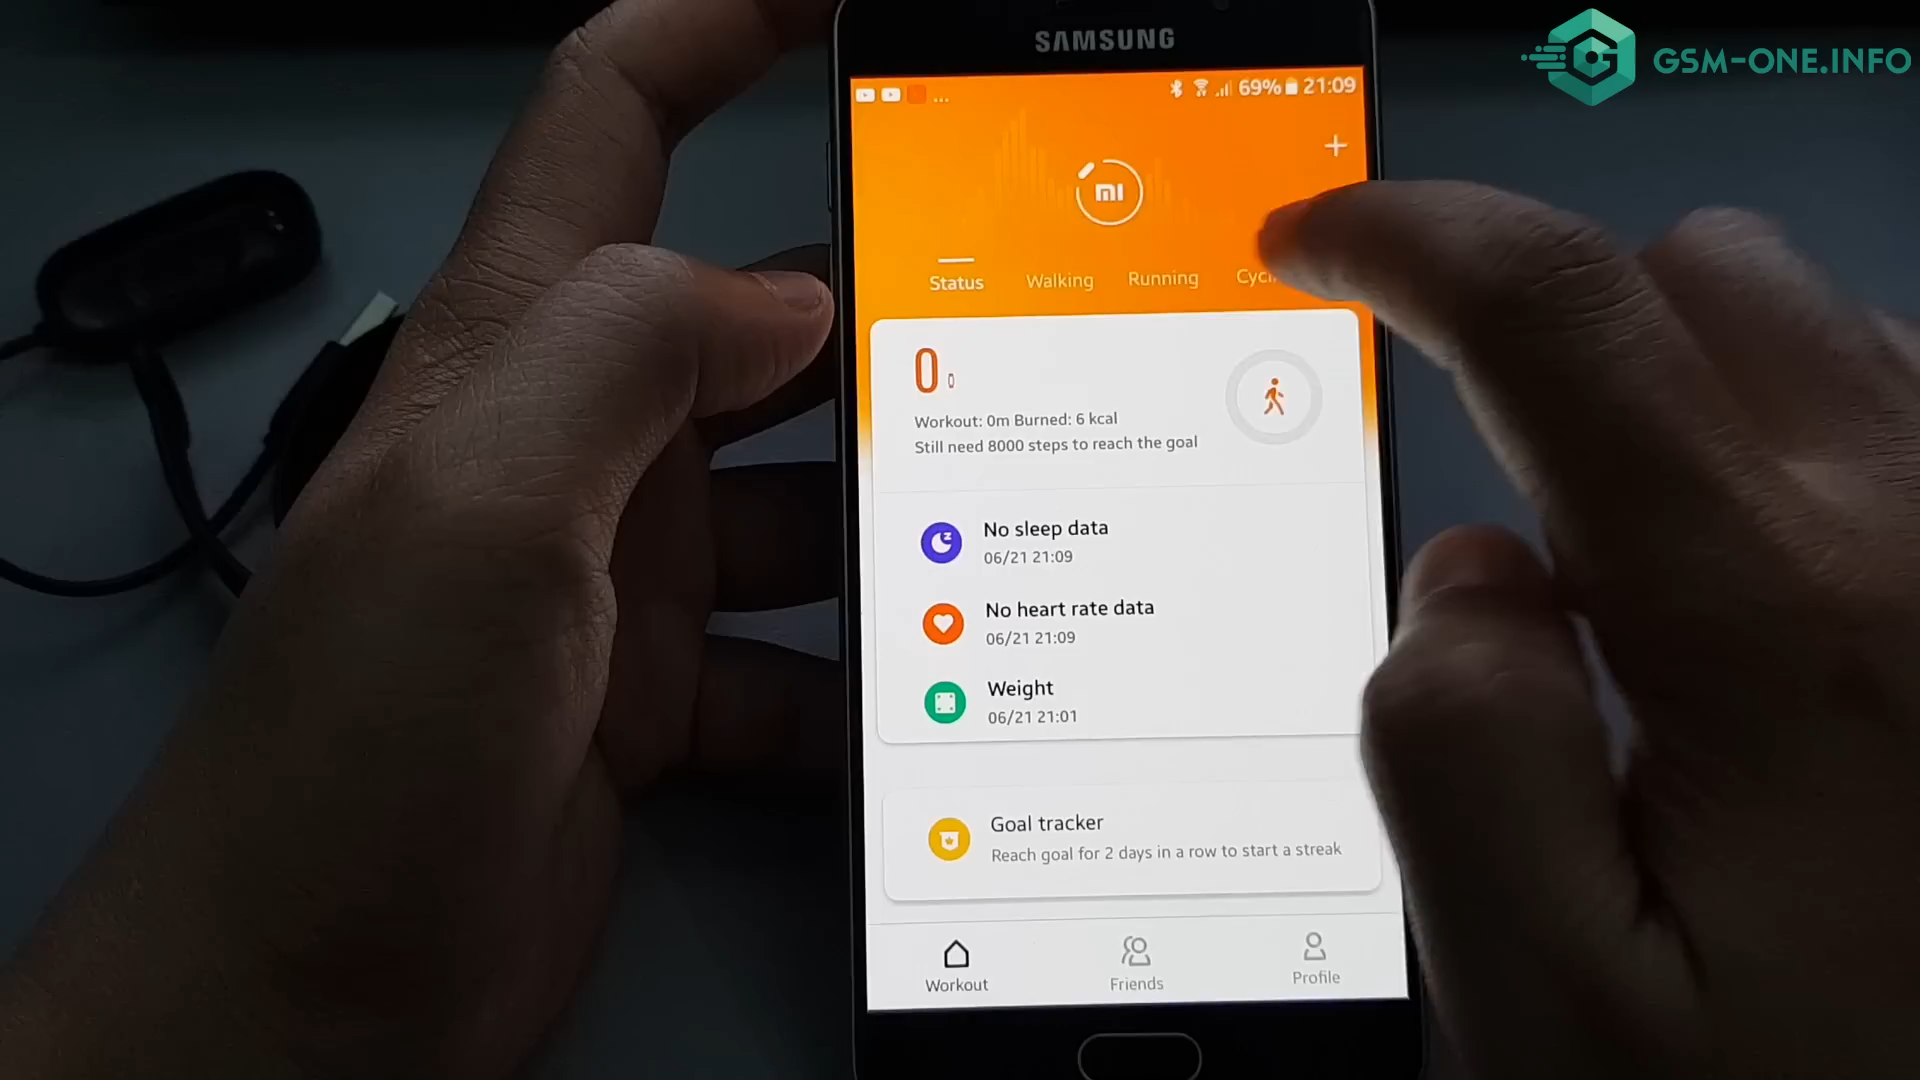 SAMSUNG
GSM-ONE.INFO
... 69% 21:09
+
mi
Status Walking Running
0 0
Workout: 0m Burned: 6 kcal
Still need 8000 steps to reach the goal
No sleep data
06/21 21:09
No heart rate data
06/21 21:09
Weight
06/21 21:01
Goal tracker
Reach goal for 2 days in a row to start a streak
Workout Friends Profile